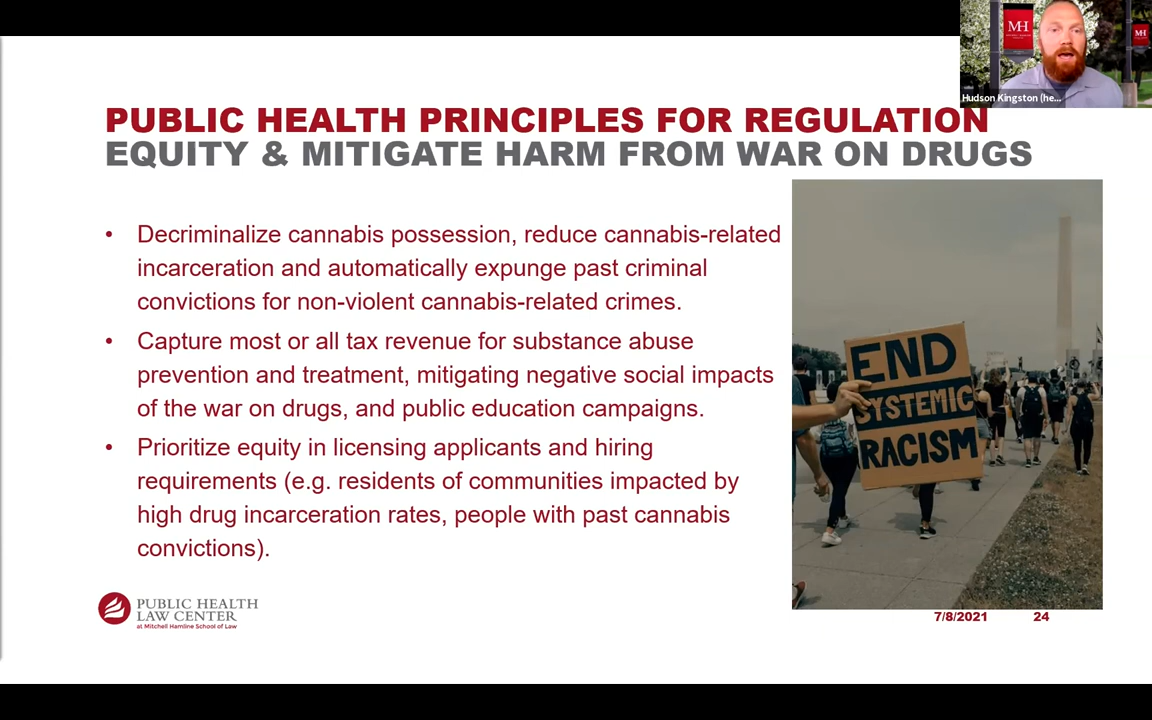 MH
MH
Hudson Kingston (he...
PUBLIC HEALTH PRINCIPLES FOR REGULATION
EQUITY & MITIGATE HARM FROM WAR ON DRUGS
• Decriminalize cannabis possession, reduce cannabis-related
incarceration and automatically expunge past criminal
convictions for non-violent cannabis-related crimes.
• Capture most or all tax revenue for substance abuse
prevention and treatment, mitigating negative social impacts
of the war on drugs, and public education campaigns.
• Prioritize equity in licensing applicants and hiring
requirements (e.g. residents of communities impacted by
high drug incarceration rates, people with past cannabis
convictions).
END
SYSTEMIC
RACISM
PUBLIC HEALTH
LAW CENTER
at Mitchell Hamline School of Law
7/8/2021 24